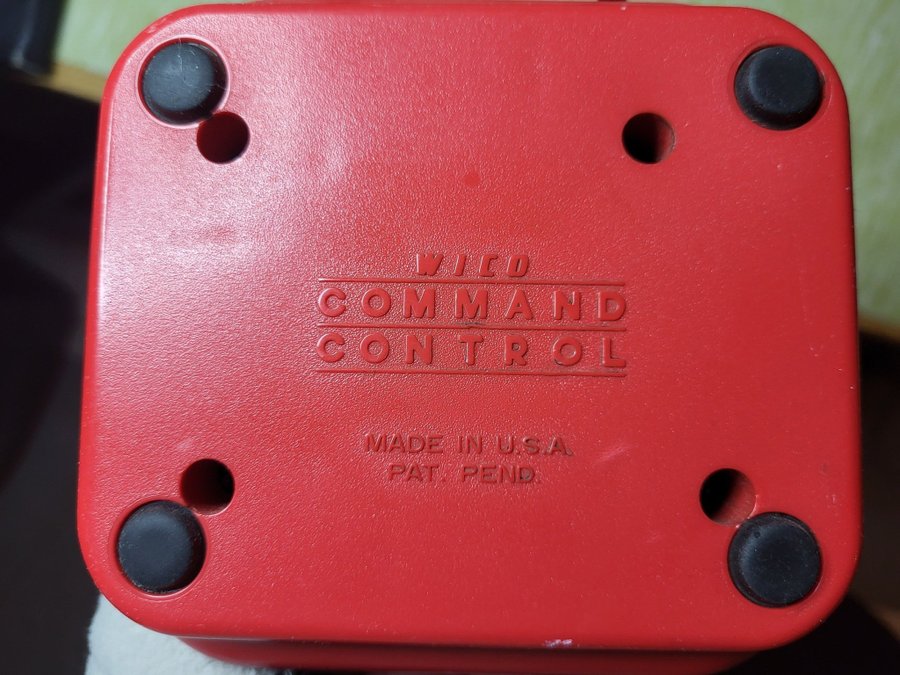 WICO
COMMAND
CONTROL
MADE IN U.S.A.
PAT. PEND.